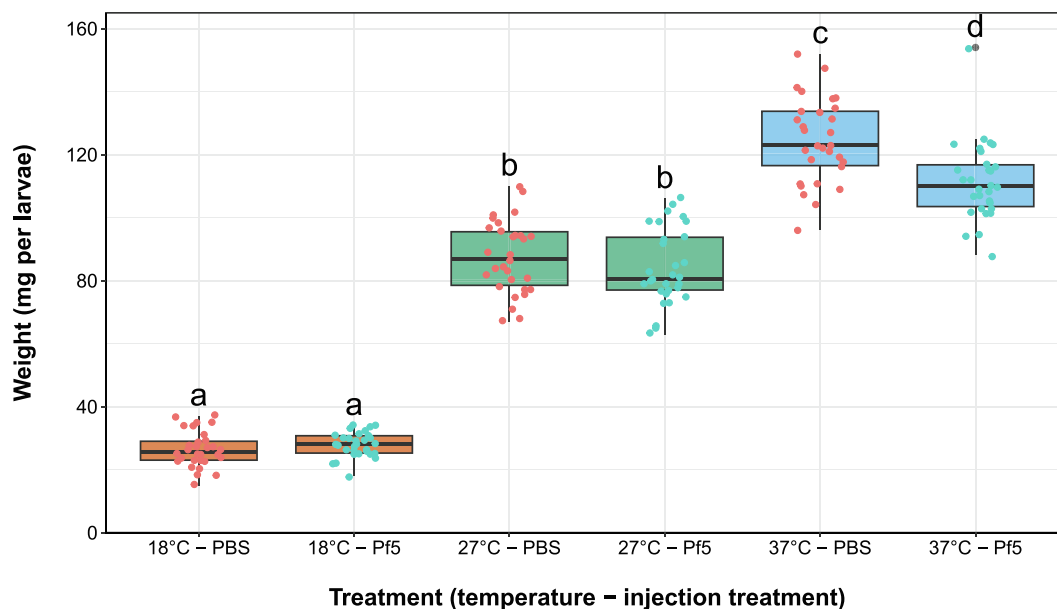 Weight (mg per larvae)
160
120
80
40
0
a
a
b
b
c
d
18°C − PBS
18°C − Pf5
27°C − PBS
27°C − Pf5
37°C − PBS
37°C − Pf5
Treatment (temperature − injection treatment)